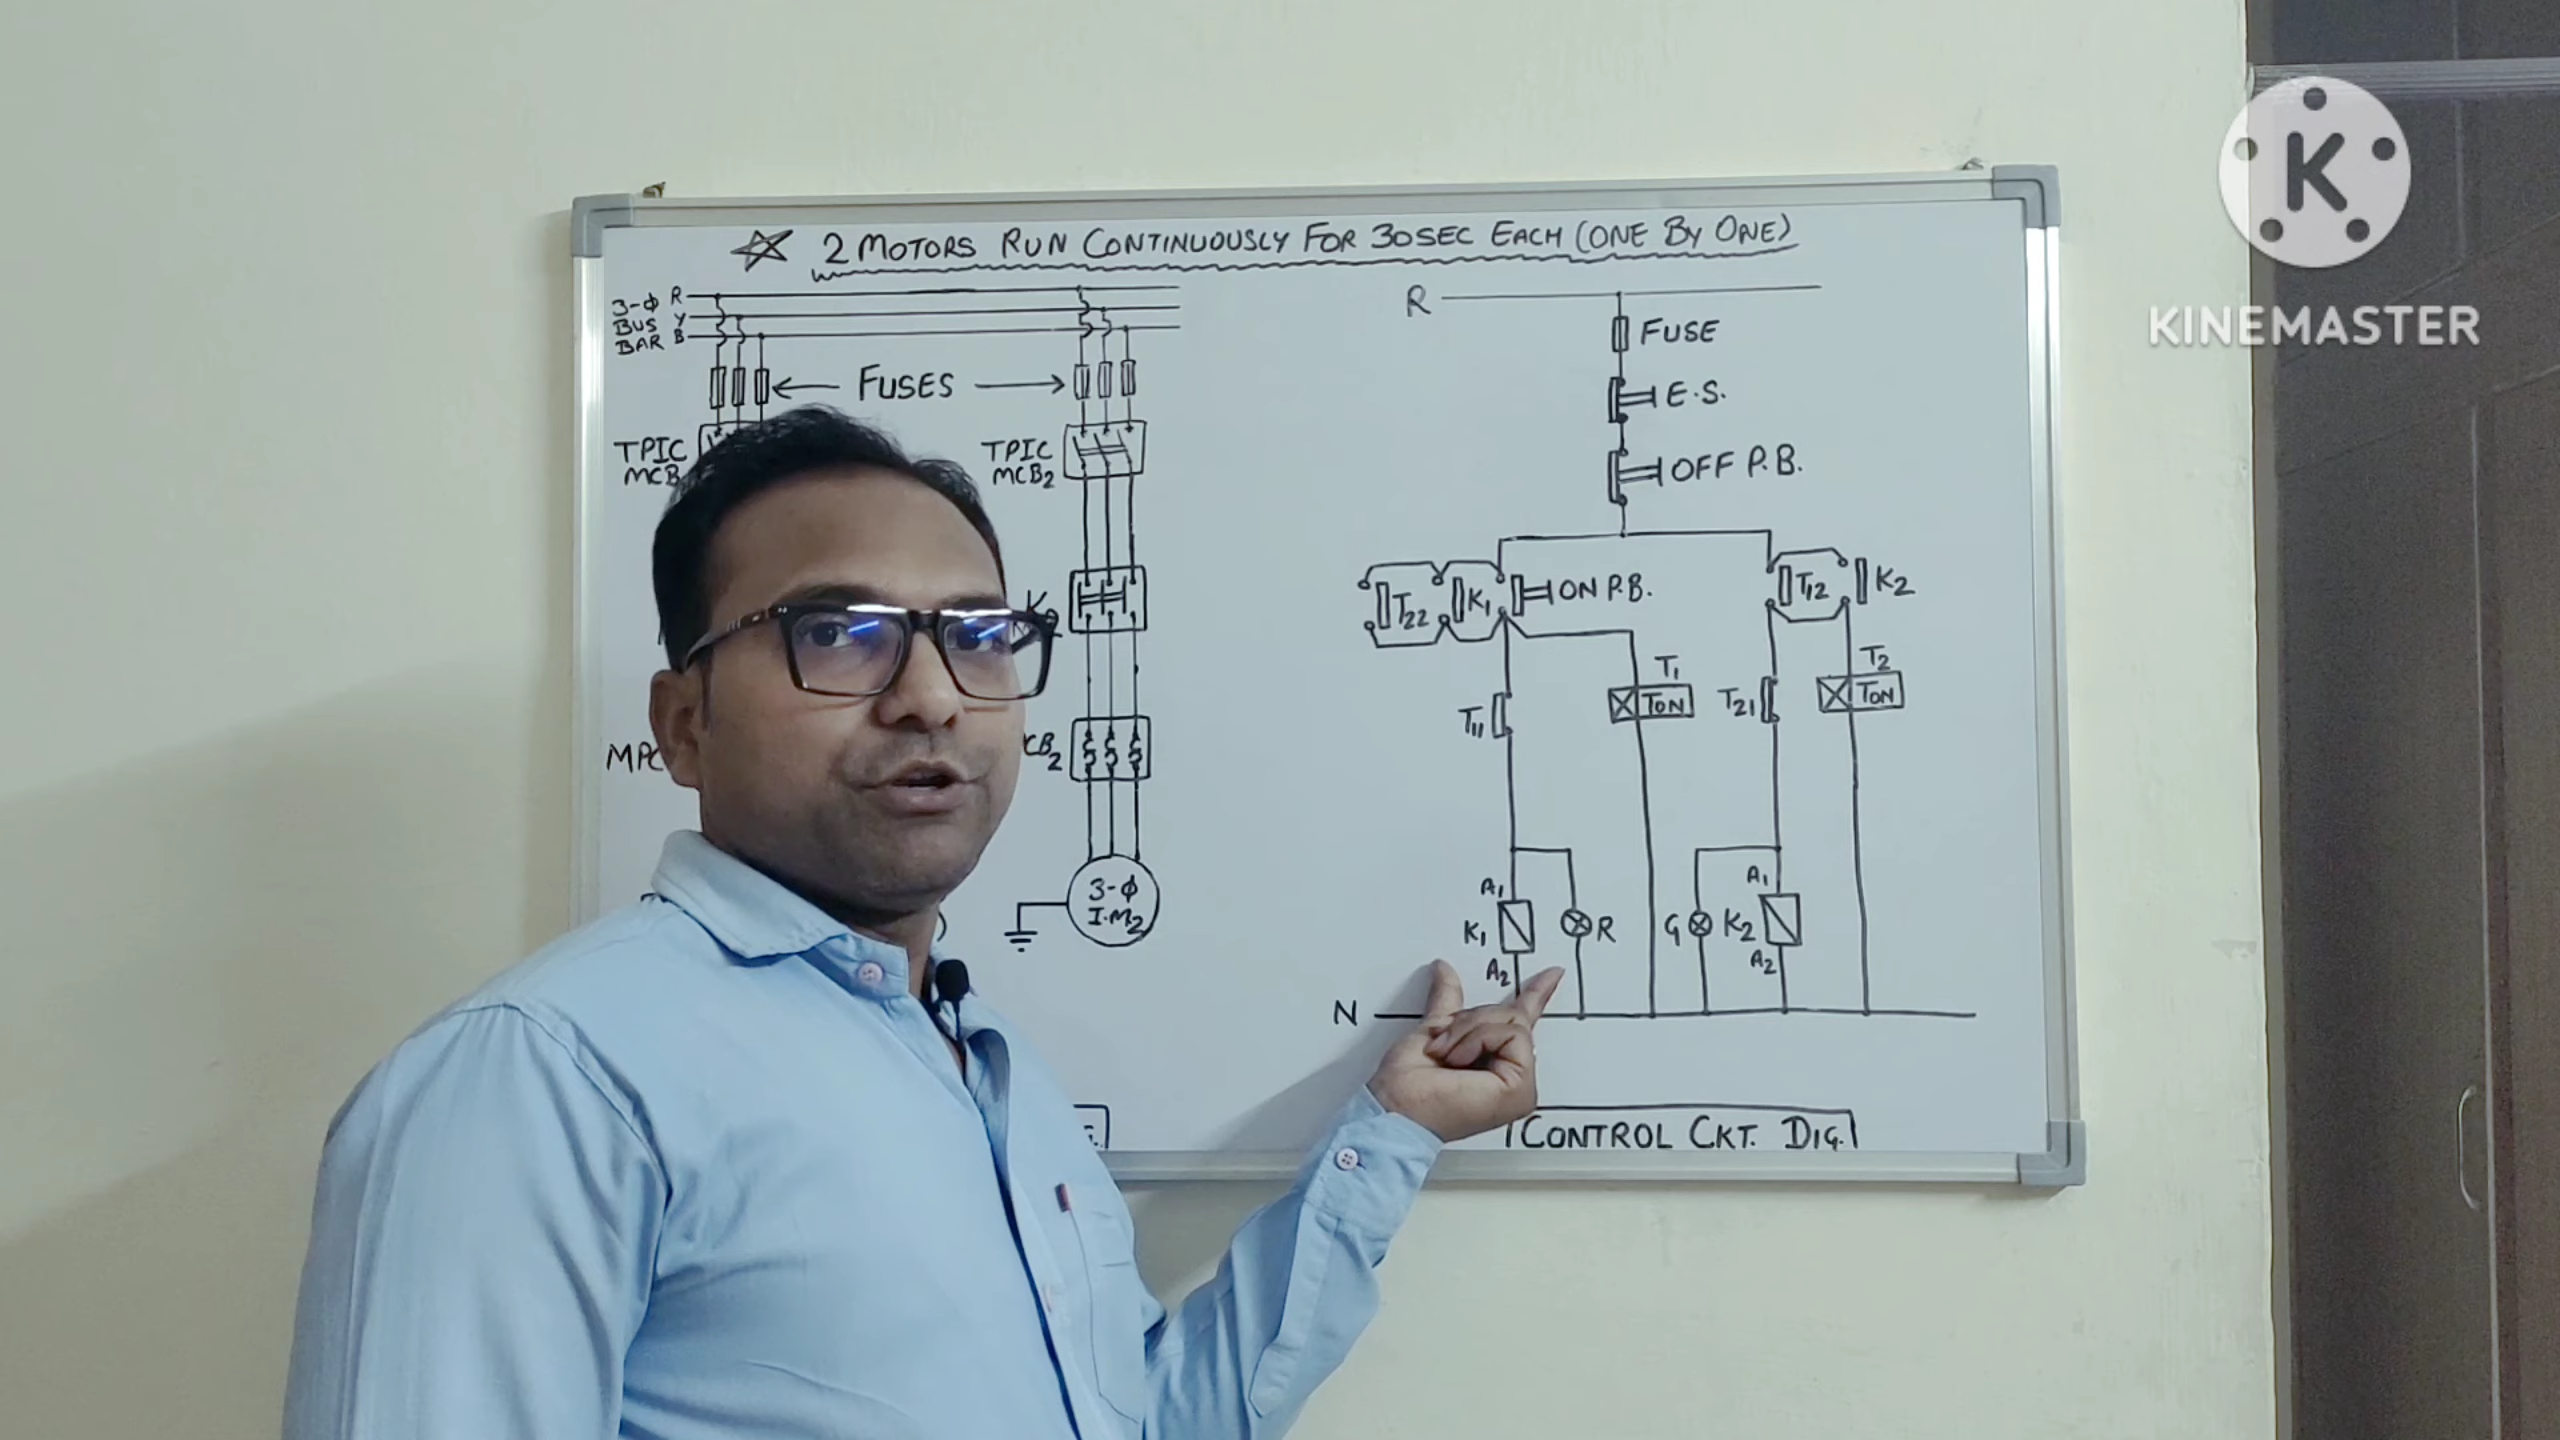 2 MOTORS RUN CONTINUOUSLY FOR 30SEC EACH (ONE BY ONE)
3-Φ R
BUS Y
BAR B
FUSES
TPIC
MCB
TPIC
MCB2
K2
MPC
CB2
3-Φ
I.M2
R
FUSE
E.S.
OFF P.B.
T22
K1
ON P.B.
T12
K2
T11
T1
TON
T21
T2
TON
A1
K1
A2
R
G
A1
K2
A2
N
CONTROL CKT. DIG.
K
KINEMASTER